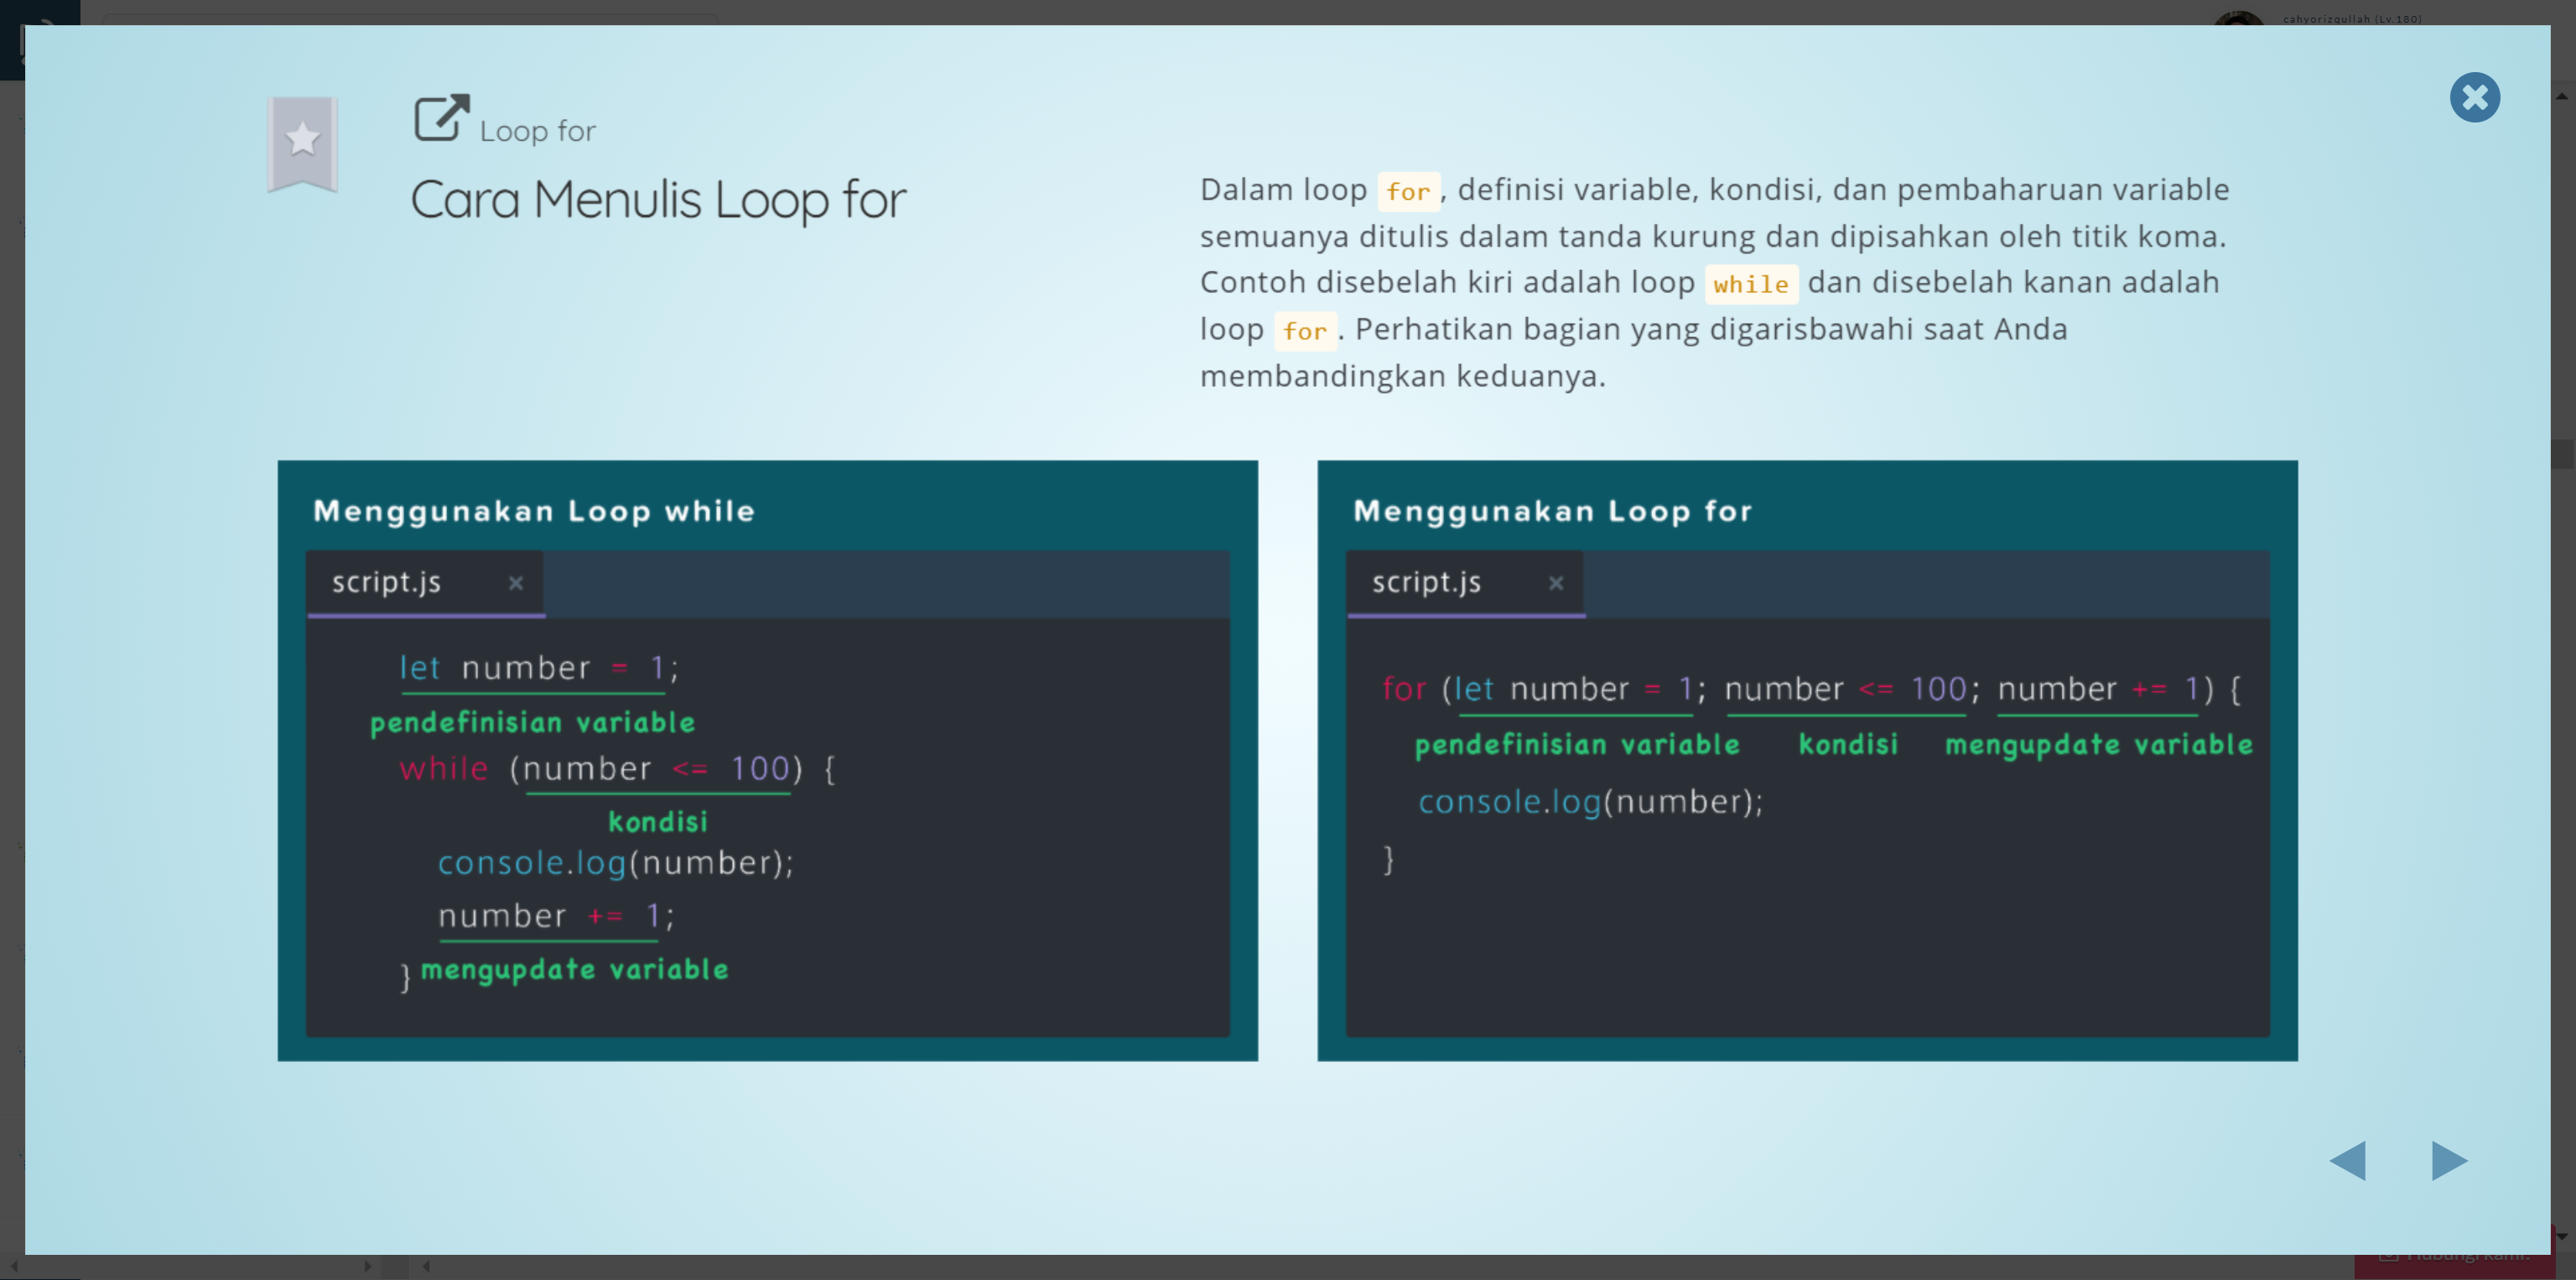 cahyorizqullah (Lv.180)
Loop for
Cara Menulis Loop for
Dalam loop for, definisi variable, kondisi, dan pembaharuan variable
semuanya ditulis dalam tanda kurung dan dipisahkan oleh titik koma.
Contoh disebelah kiri adalah loop while dan disebelah kanan adalah
loop for. Perhatikan bagian yang digarisbawahi saat Anda
membandingkan keduanya.
Menggunakan Loop while
script.js ×
let number = 1;
pendefinisian variable
while (number <= 100) {
kondisi
console.log(number);
number += 1;
} mengupdate variable
Menggunakan Loop for
script.js ×
for (let number = 1; number <= 100; number += 1) {
pendefinisian variable kondisi mengupdate variable
console.log(number);
}